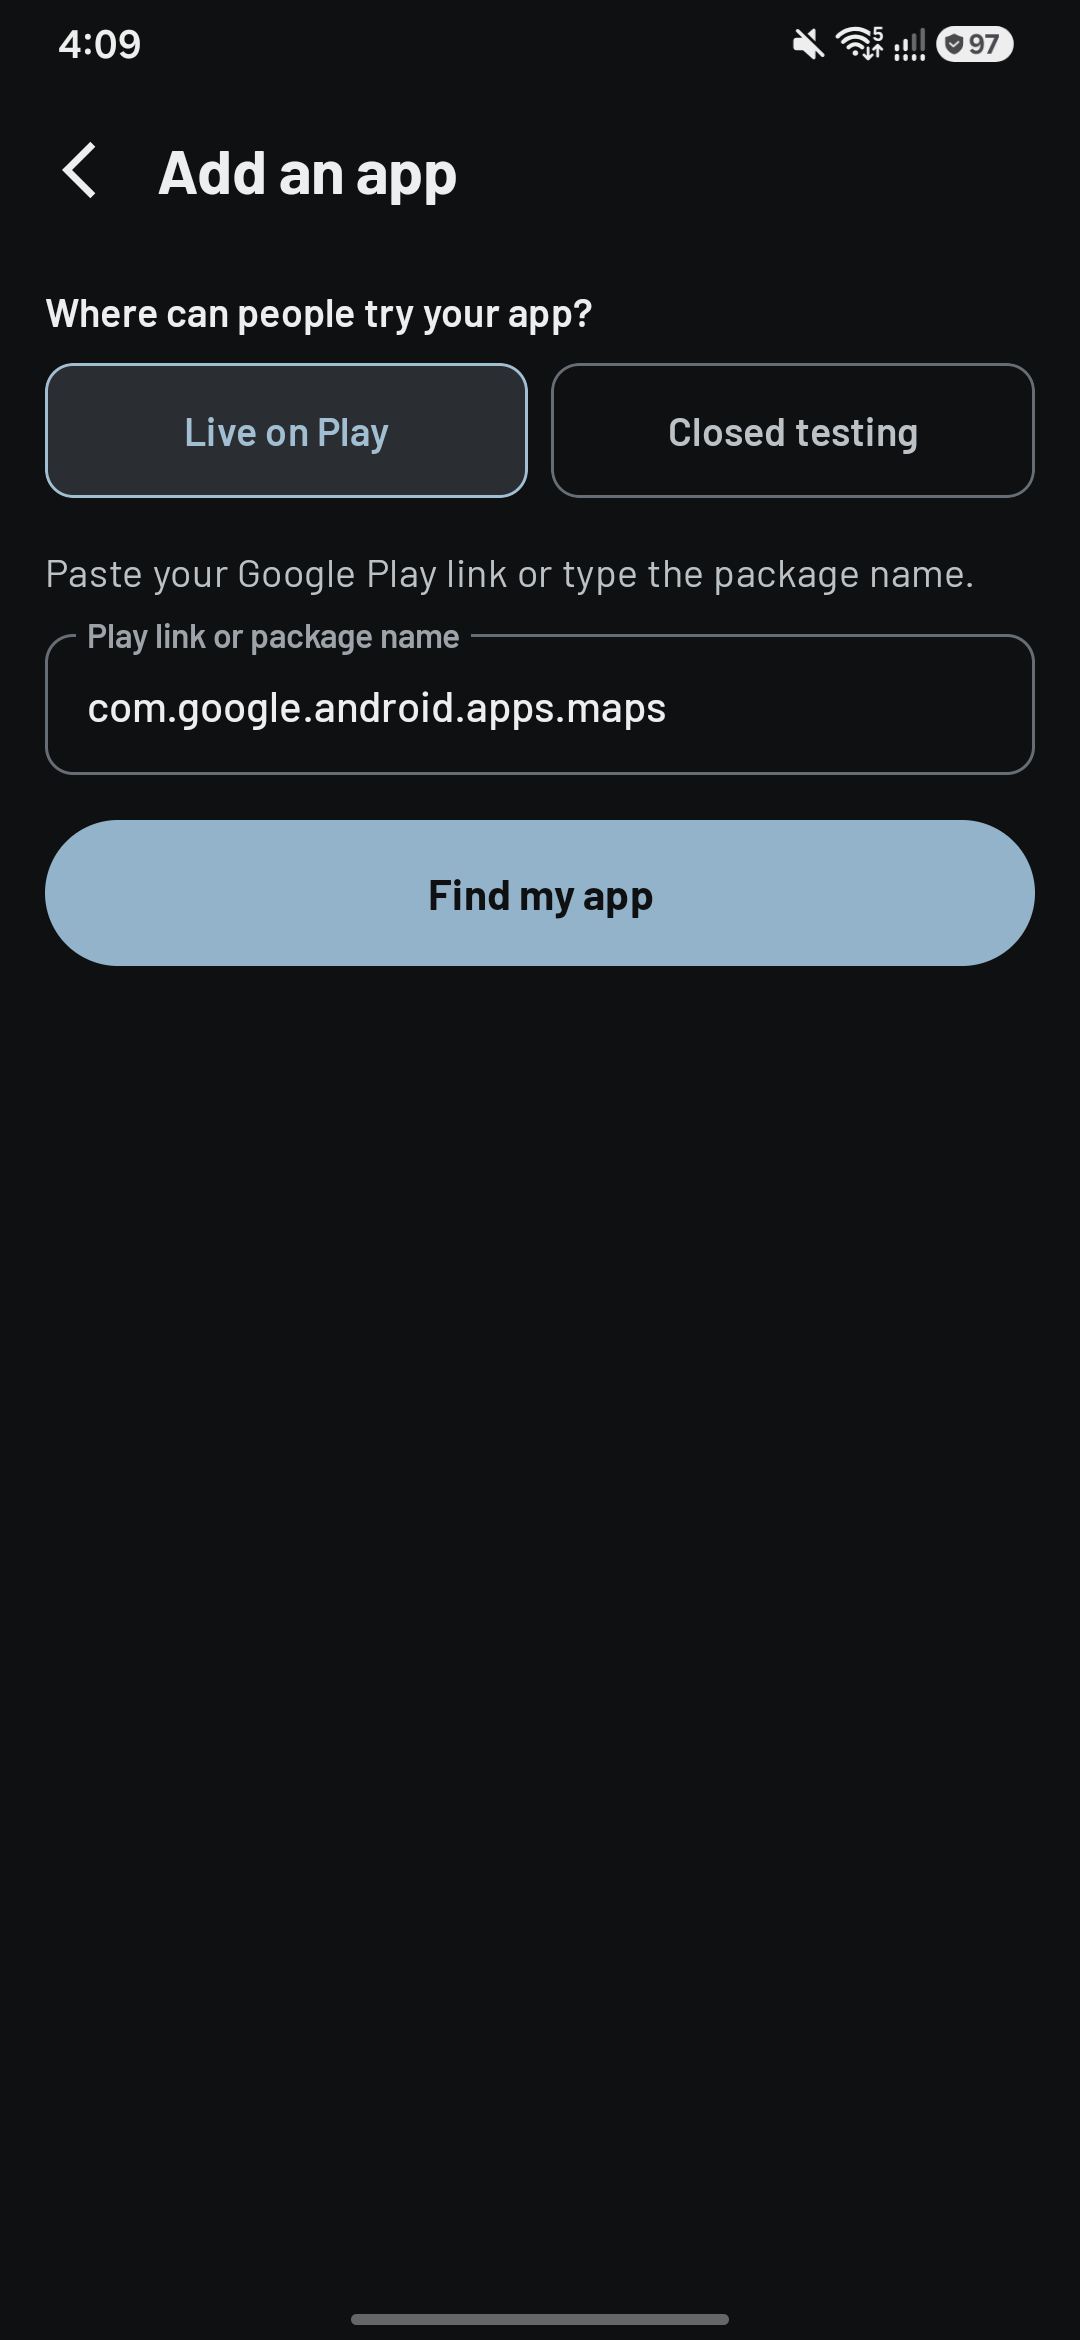 4:09
5
97
Add an app
Where can people try your app?
Live on Play
Closed testing
Paste your Google Play link or type the package name.
Play link or package name
com.google.android.apps.maps
Find my app